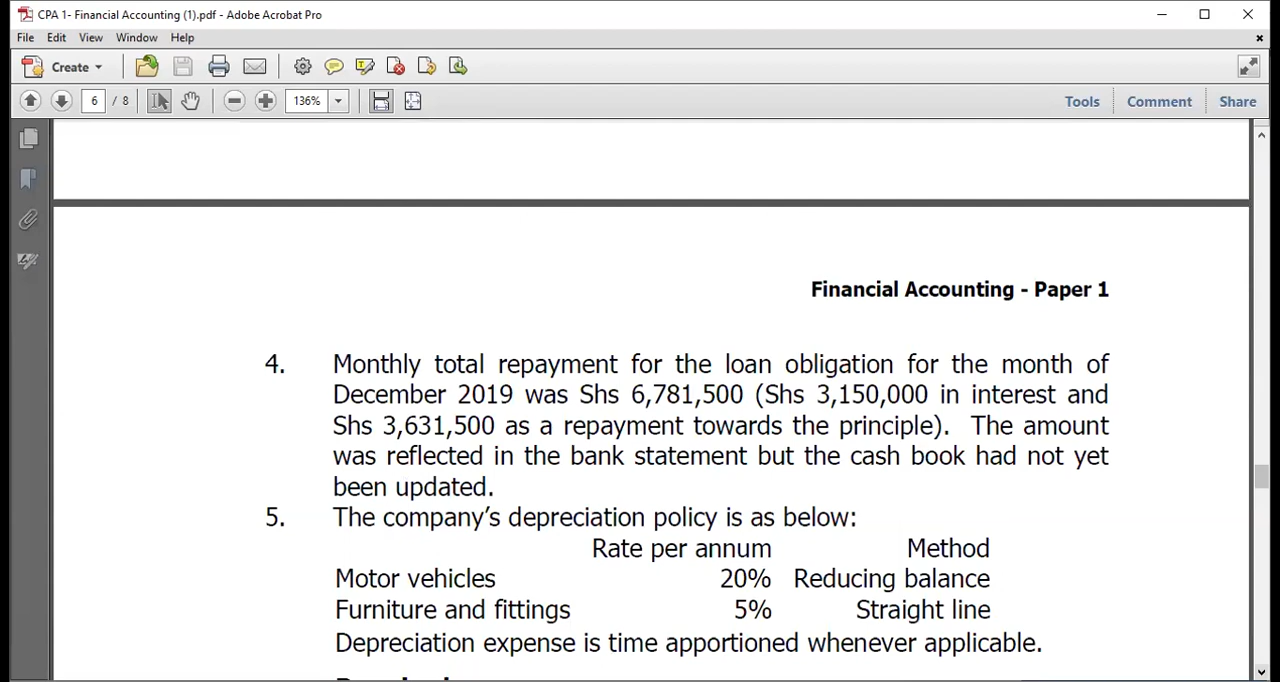 CPA 1- Financial Accounting (1).pdf - Adobe Acrobat Pro
File Edit View Window Help
Create
6 / 8 136% Tools Comment Share
Financial Accounting - Paper 1
4. Monthly total repayment for the loan obligation for the month of
December 2019 was Shs 6,781,500 (Shs 3,150,000 in interest and
Shs 3,631,500 as a repayment towards the principle). The amount
was reflected in the bank statement but the cash book had not yet
been updated.
5. The company's depreciation policy is as below:
Rate per annum Method
Motor vehicles 20% Reducing balance
Furniture and fittings 5% Straight line
Depreciation expense is time apportioned whenever applicable.